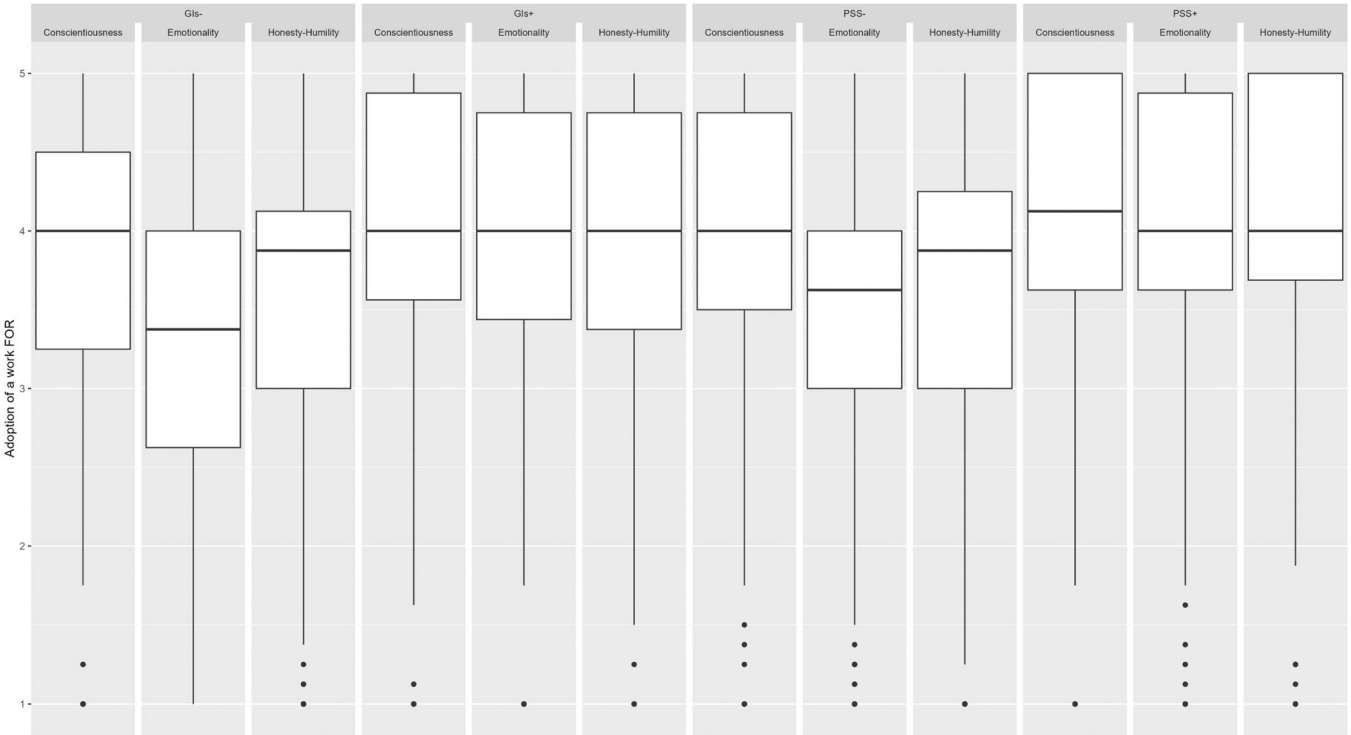 GIs- GIs+ PSS- PSS+
Conscientiousness Emotionality Honesty-Humility Conscientiousness Emotionality Honesty-Humility Conscientiousness Emotionality Honesty-Humility Conscientiousness Emotionality Honesty-Humility
Adoption of a work FOR
5
4
3
2
1